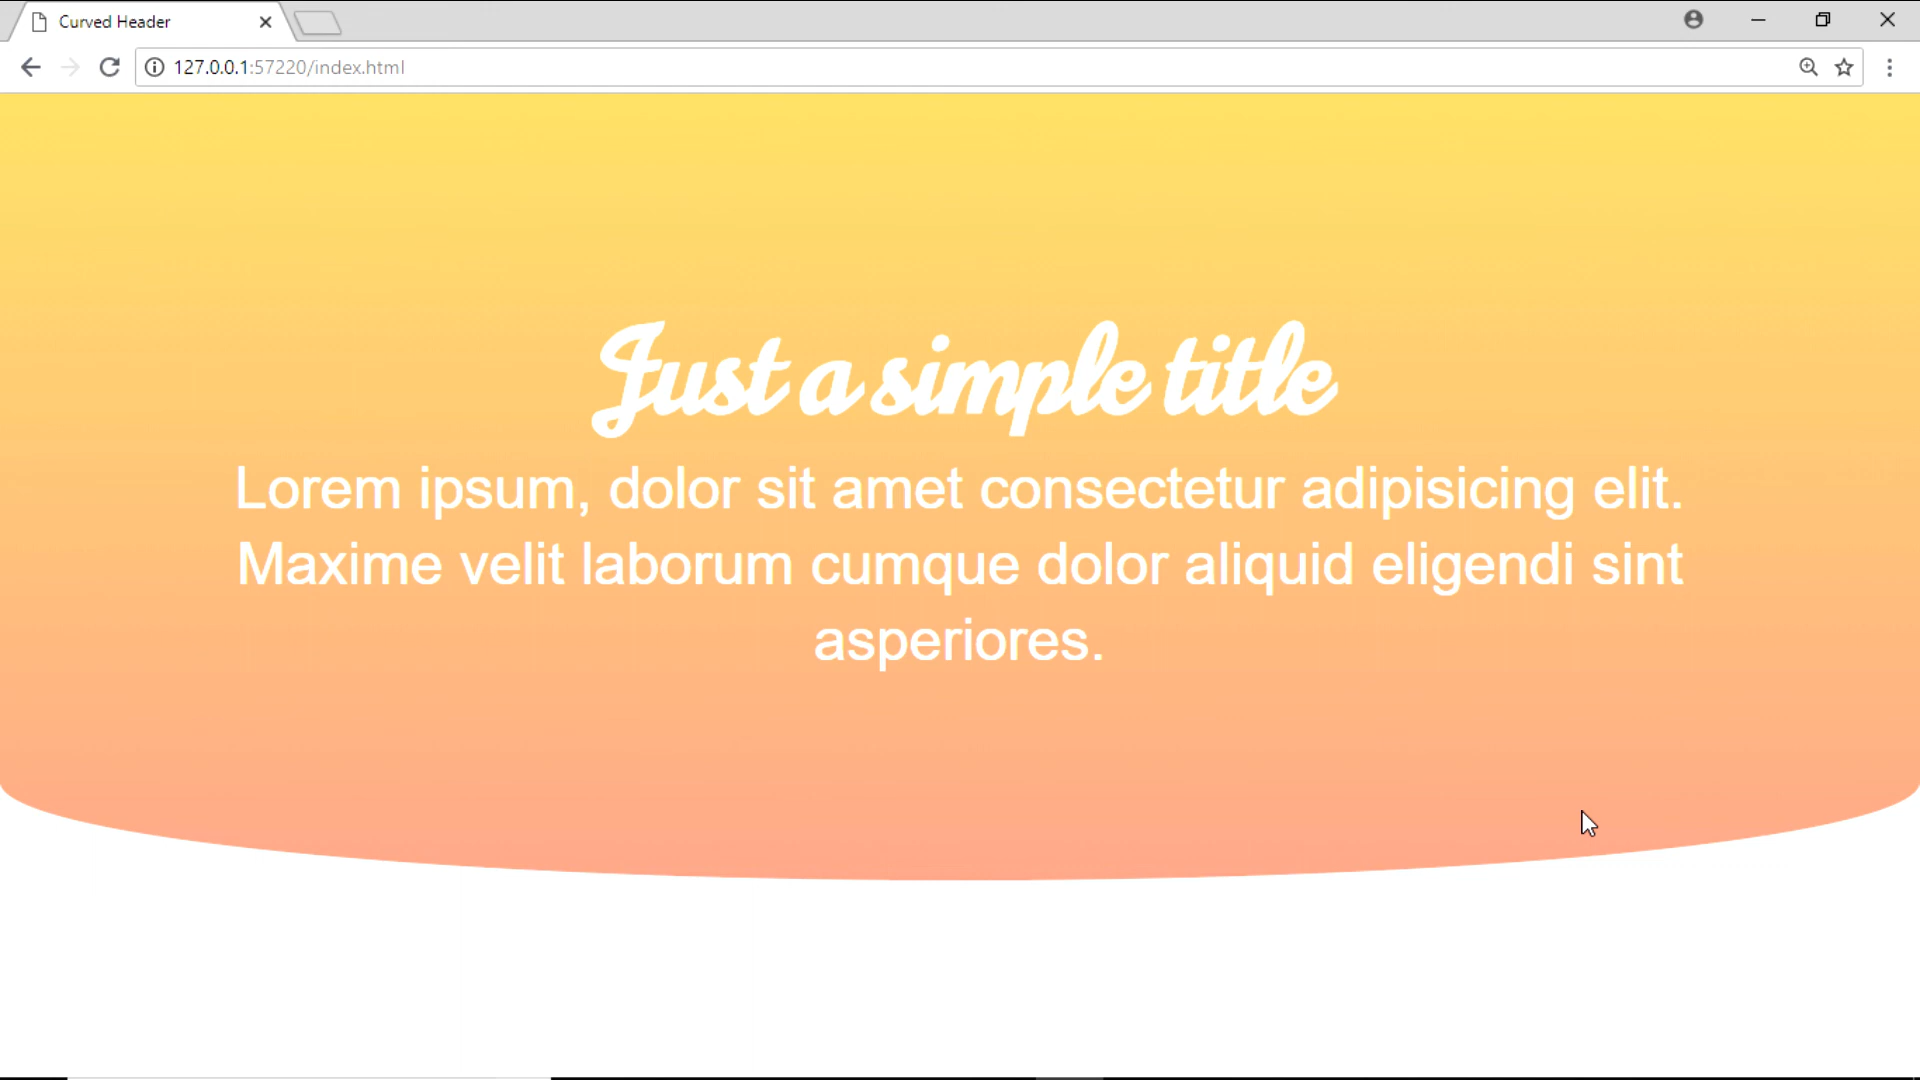 Curved Header
127.0.0.1:57220/index.html
Just a simple title
Lorem ipsum, dolor sit amet consectetur adipisicing elit.
Maxime velit laborum cumque dolor aliquid eligendi sint
asperiores.